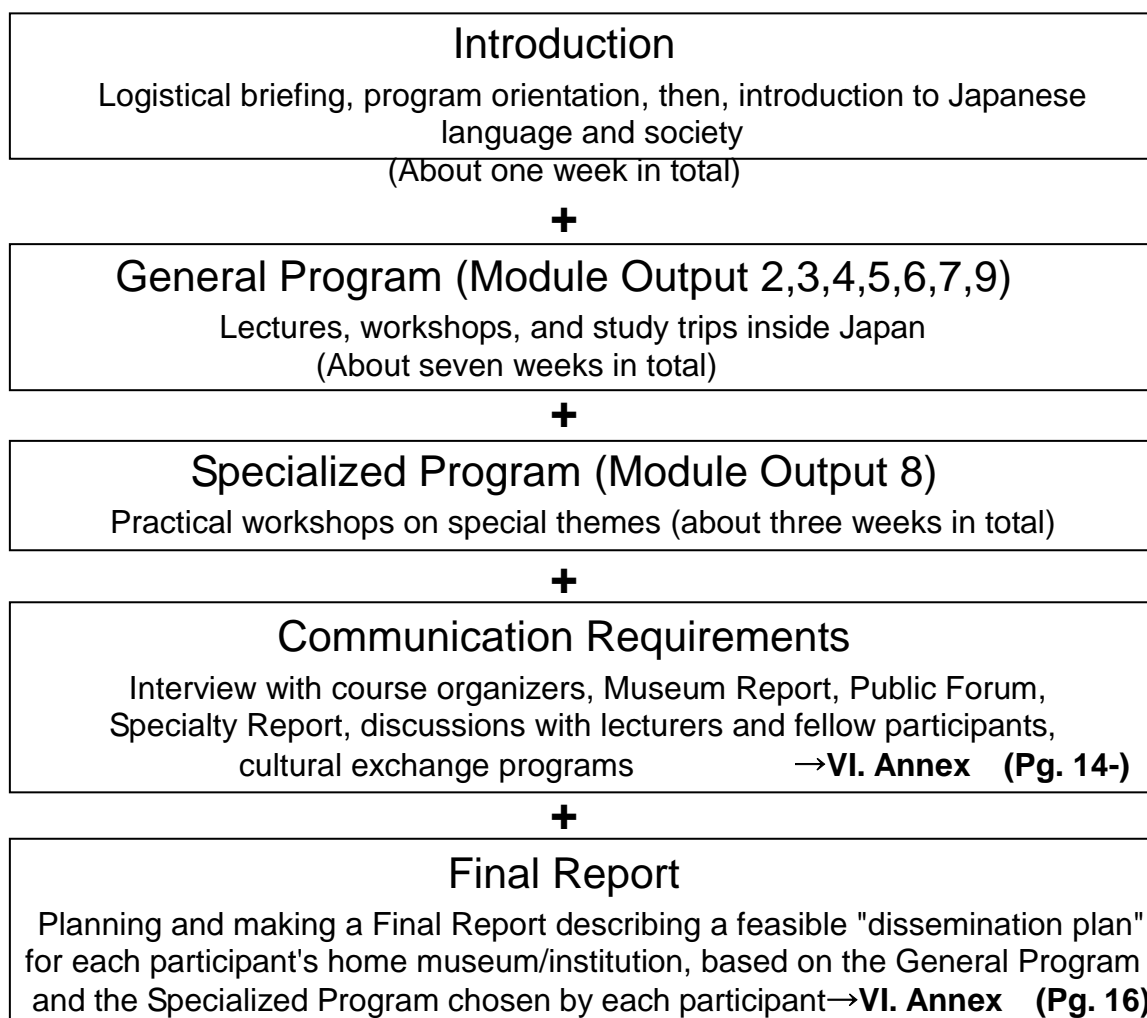 Introduction
Logistical briefing, program orientation, then, introduction to Japanese
language and society
(About one week in total)
+
General Program (Module Output 2,3,4,5,6,7,9)
Lectures, workshops, and study trips inside Japan
(About seven weeks in total)
+
Specialized Program (Module Output 8)
Practical workshops on special themes (about three weeks in total)
+
Communication Requirements
Interview with course organizers, Museum Report, Public Forum,
Specialty Report, discussions with lecturers and fellow participants,
cultural exchange programs →VI. Annex (Pg. 14-)
+
Final Report
Planning and making a Final Report describing a feasible "dissemination plan"
for each participant's home museum/institution, based on the General Program
and the Specialized Program chosen by each participant→VI. Annex (Pg. 16)